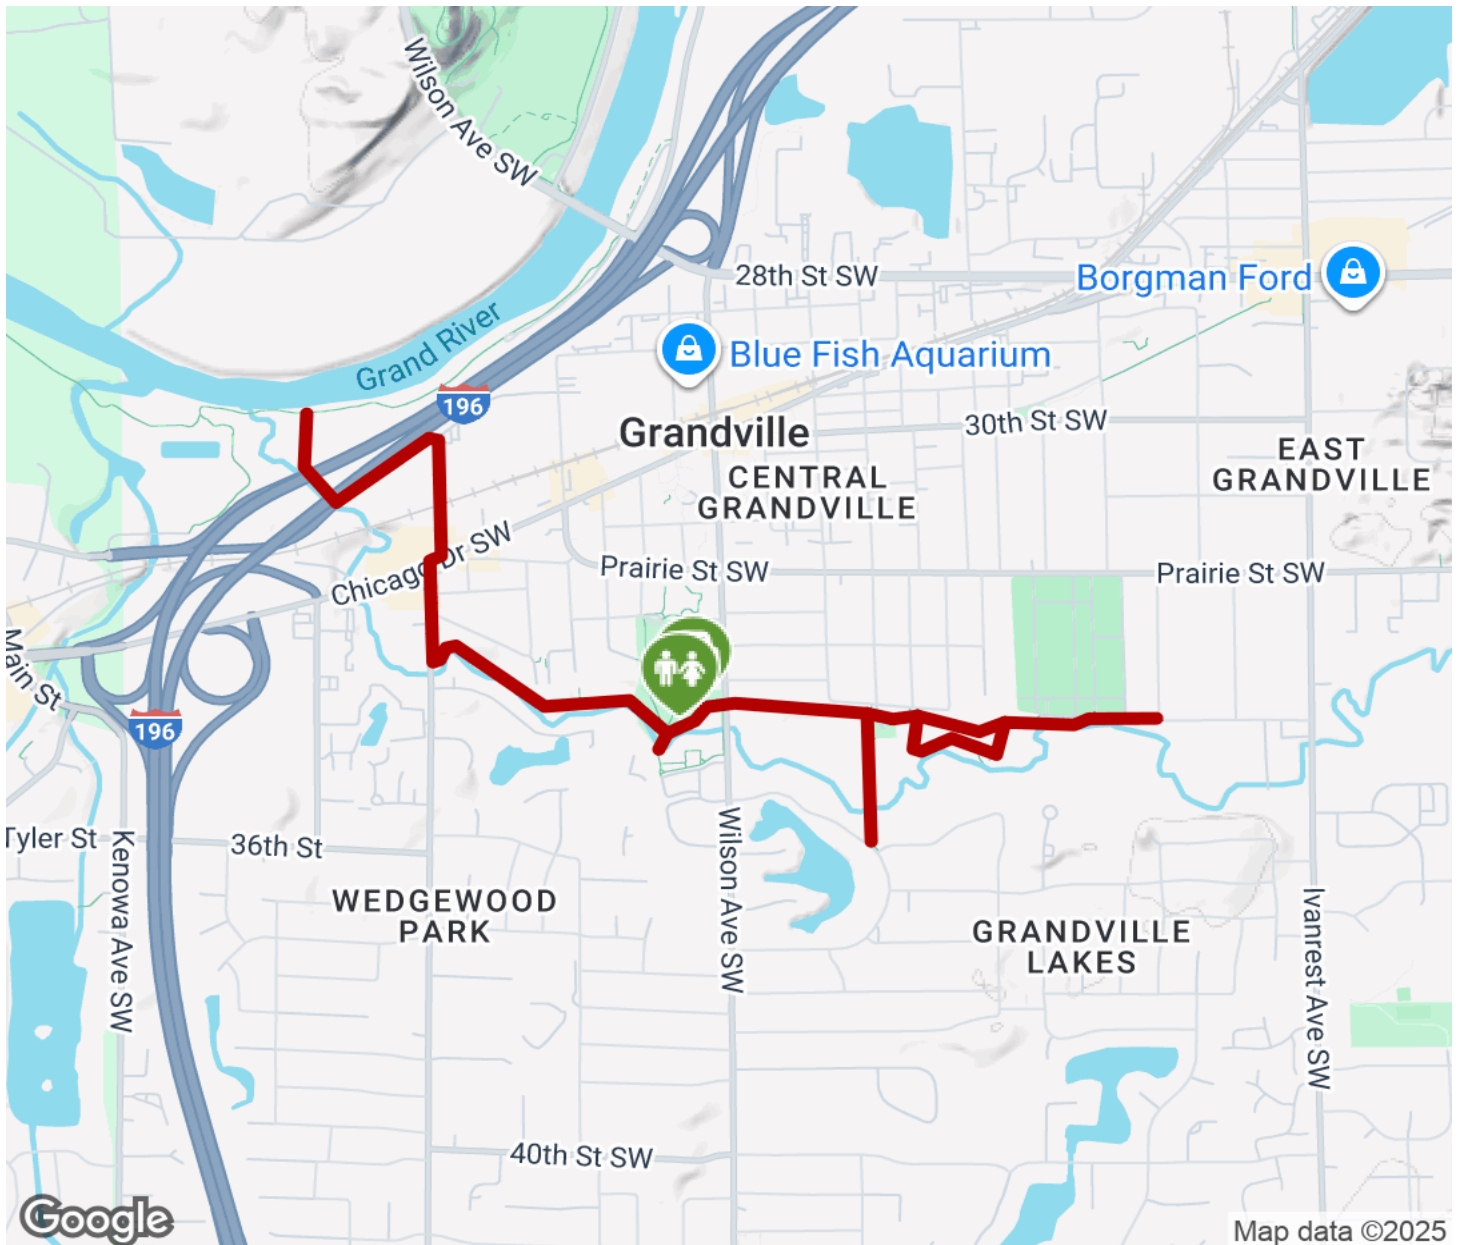 Wilson Ave SW
28th St SW
Borgman Ford
Grand River
Blue Fish Aquarium
196
Grandville
30th St SW
CENTRAL
GRANDVILLE
EAST
GRANDVILLE
Chicago Dr SW
Prairie St SW
Prairie St SW
Main St
196
Tyler St
36th St
Kenowa Ave SW
Wilson Ave SW
WEDGEWOOD
PARK
GRANDVILLE
LAKES
Ivanrest Ave SW
40th St SW
Google
Map data ©2025